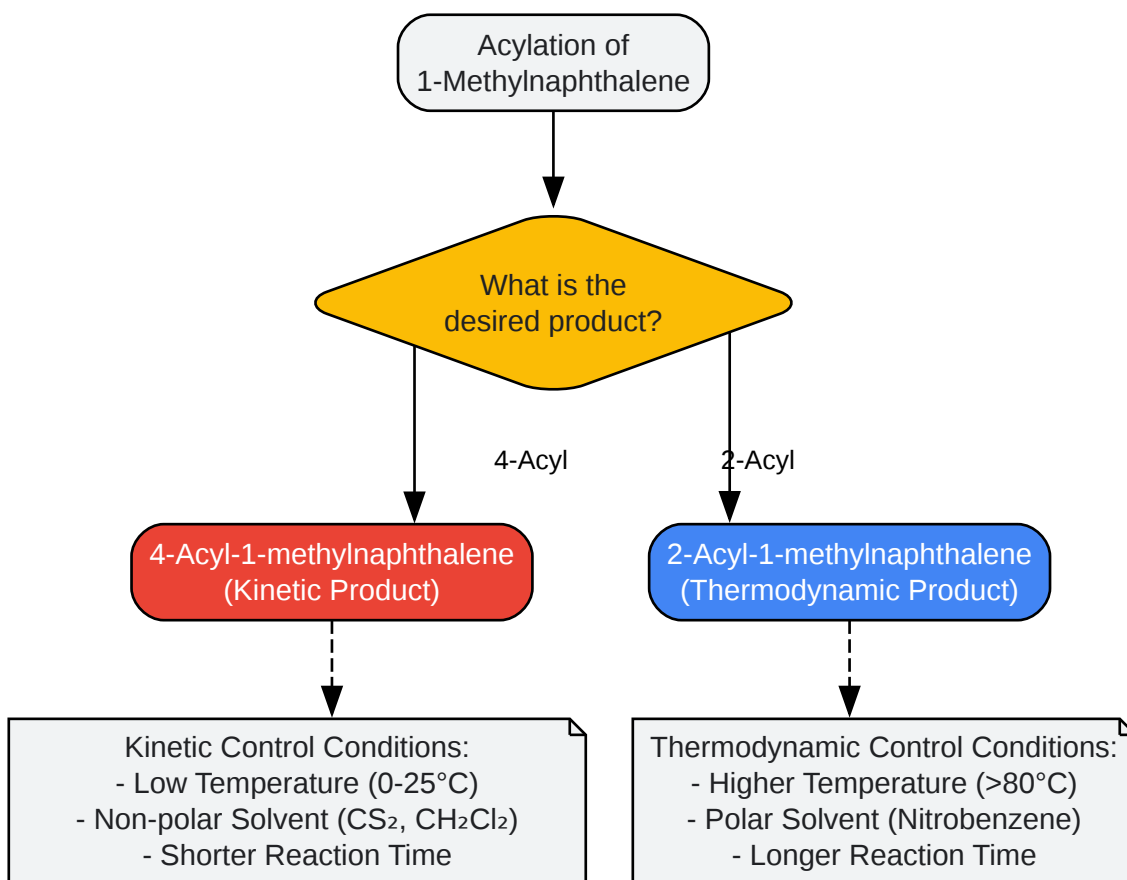 Acylation of
1-Methylnaphthalene
What is the
desired product?
4-Acyl
2-Acyl
4-Acyl-1-methylnaphthalene
(Kinetic Product)
2-Acyl-1-methylnaphthalene
(Thermodynamic Product)
Kinetic Control Conditions:
- Low Temperature (0-25°C)
- Non-polar Solvent (CS₂, CH₂Cl₂)
- Shorter Reaction Time
Thermodynamic Control Conditions:
- Higher Temperature (>80°C)
- Polar Solvent (Nitrobenzene)
- Longer Reaction Time